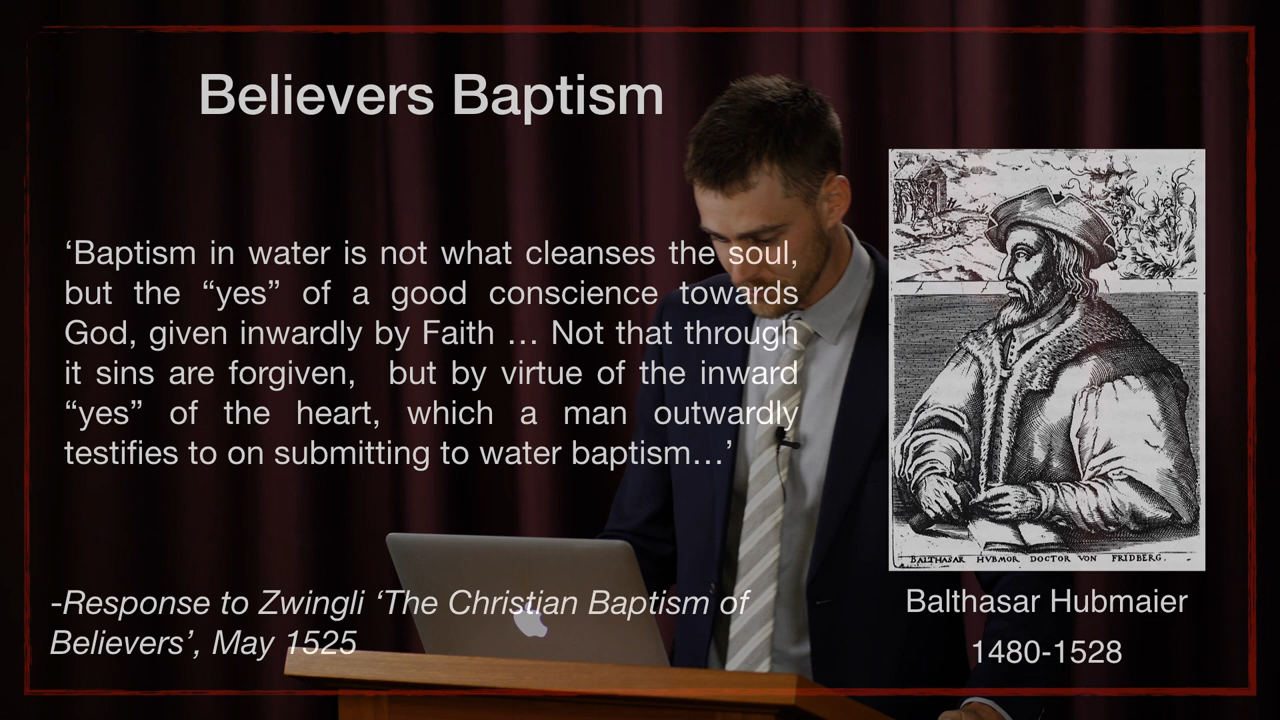 Believers Baptism
‘Baptism in water is not what cleanses the soul,
but the “yes” of a good conscience towards
God, given inwardly by Faith … Not that through
it sins are forgiven, but by virtue of the inward
“yes” of the heart, which a man outwardly
testifies to on submitting to water baptism…’
-Response to Zwingli ‘The Christian Baptism of
Believers’, May 1525
BALTHASAR HVBMOR DOCTOR VON FRIDBERG.
Balthasar Hubmaier
1480-1528